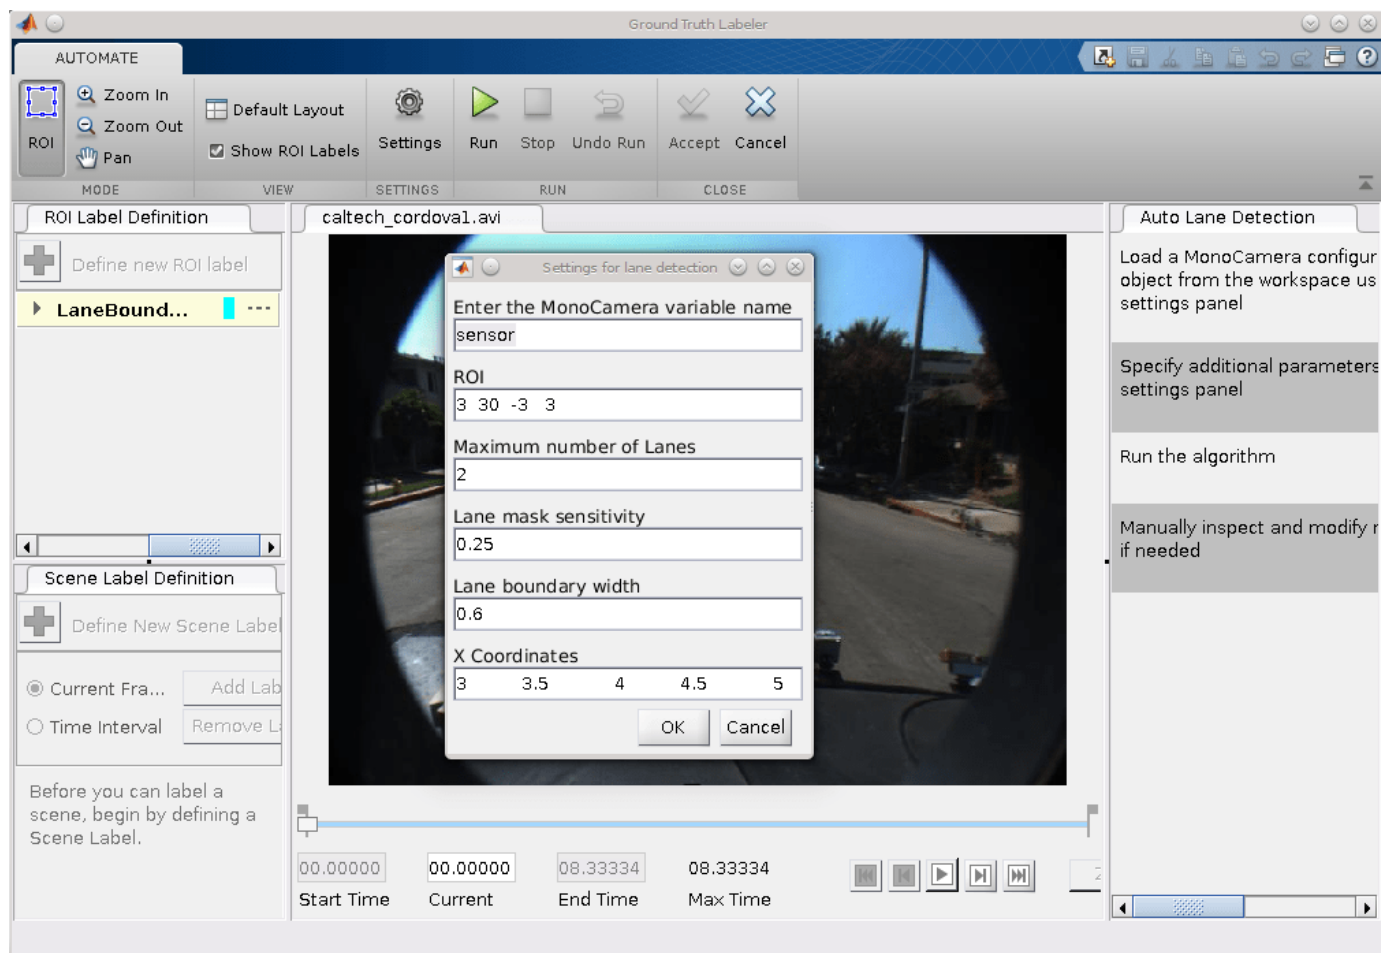 Ground Truth Labeler
AUTOMATE
ROI
Zoom In
Zoom Out
Pan
MODE
Default Layout
Show ROI Labels
VIEW
Settings
SETTINGS
Run
Stop
Undo Run
RUN
Accept
Cancel
CLOSE
ROI Label Definition
Define new ROI label
LaneBound...
Scene Label Definition
Define New Scene Label
Current Fra...
Add Lab
Time Interval
Remove La
Before you can label a
scene, begin by defining a
Scene Label.
caltech_cordova1.avi
Settings for lane detection
Enter the MonoCamera variable name
sensor
ROI
3 30 -3 3
Maximum number of Lanes
2
Lane mask sensitivity
0.25
Lane boundary width
0.6
X Coordinates
3 3.5 4 4.5 5
OK
Cancel
00.00000
00.00000
08.33334
08.33334
Start Time
Current
End Time
Max Time
Auto Lane Detection
Load a MonoCamera configur
object from the workspace us
settings panel
Specify additional parameters
settings panel
Run the algorithm
Manually inspect and modify r
if needed